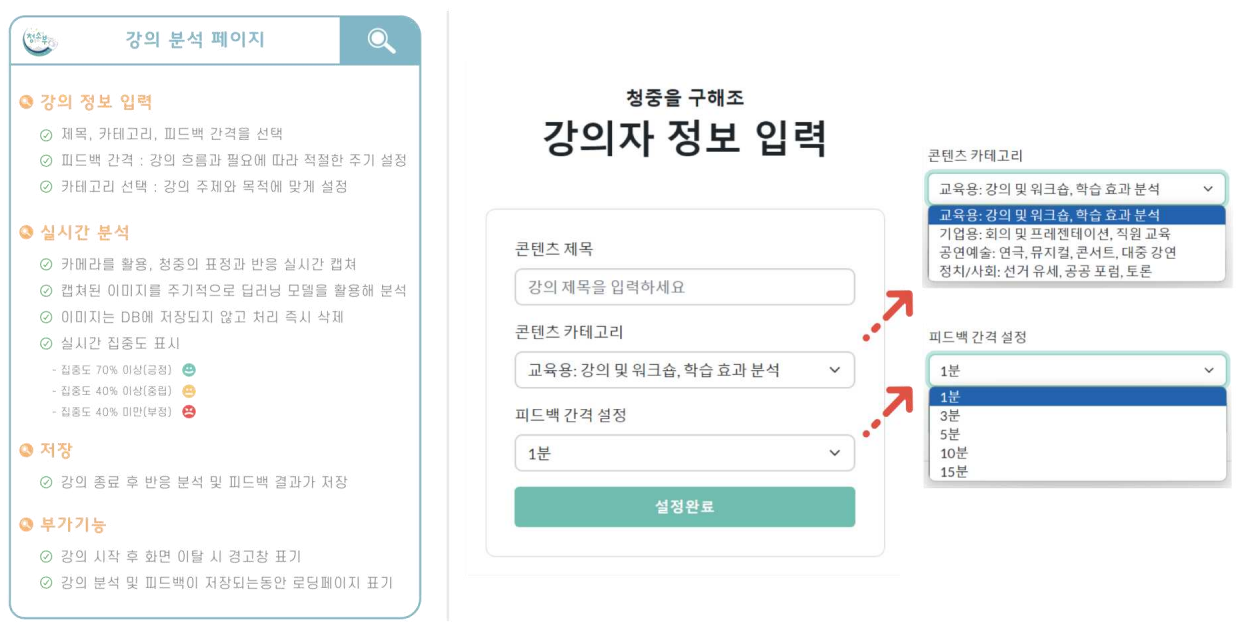 청소부
강의 분석 페이지
강의 정보 입력
제목, 카테고리, 피드백 간격을 선택
피드백 간격 : 강의 흐름과 필요에 따라 적절한 주기 설정
카테고리 선택 : 강의 주제와 목적에 맞게 설정
실시간 분석
카메라를 활용, 청중의 표정과 반응 실시간 캡쳐
캡쳐된 이미지를 주기적으로 딥러닝 모델을 활용해 분석
이미지는 DB에 저장되지 않고 처리 즉시 삭제
실시간 집중도 표시
- 집중도 70% 이상(긍정)
- 집중도 40% 이상(중립)
- 집중도 40% 미만(부정)
저장
강의 종료 후 반응 분석 및 피드백 결과가 저장
부가기능
강의 시작 후 화면 이탈 시 경고창 표기
강의 분석 및 피드백이 저장되는동안 로딩페이지 표기
청중을 구해조
강의자 정보 입력
콘텐츠 제목
강의 제목을 입력하세요
콘텐츠 카테고리
교육용: 강의 및 워크숍, 학습 효과 분석
피드백 간격 설정
1분
설정완료
콘텐츠 카테고리
교육용: 강의 및 워크숍, 학습 효과 분석
교육용: 강의 및 워크숍, 학습 효과 분석
기업용: 회의 및 프레젠테이션, 직원 교육
공연예술: 연극, 뮤지컬, 콘서트, 대중 강연
정치/사회: 선거 유세, 공공 포럼, 토론
피드백 간격 설정
1분
1분
3분
5분
10분
15분